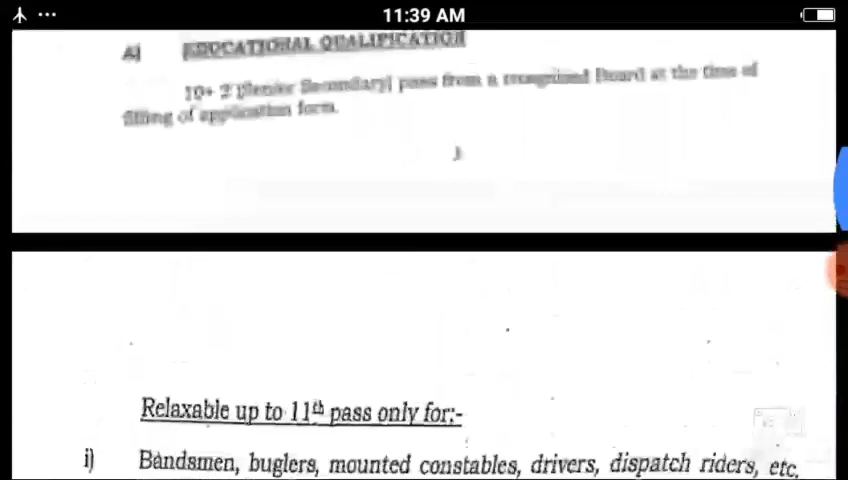 11:39 AM
A) EDUCATIONAL QUALIFICATION
10+ 2 (Senior Secondary) pass from a recognized Board at the time of
filling of application form.
3
Relaxable up to 11th pass only for:-
i) Bandsmen, buglers, mounted constables, drivers, dispatch riders, etc.